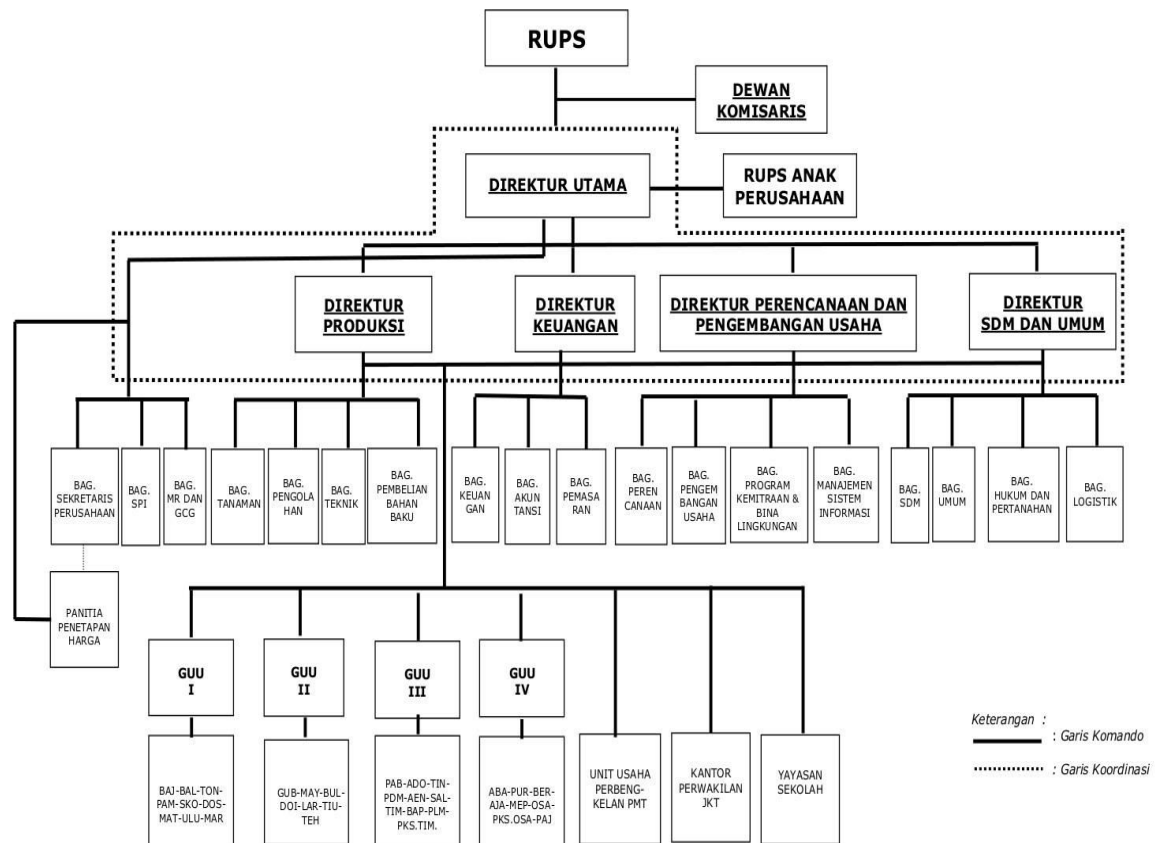 RUPS
DEWAN
KOMISARIS
DIREKTUR UTAMA
RUPS ANAK
PERUSAHAAN
DIREKTUR
PRODUKSI
DIREKTUR
KEUANGAN
DIREKTUR PERENCANAAN DAN
PENGEMBANGAN USAHA
DIREKTUR
SDM DAN UMUM
BAG.
SEKRETARIS
PERUSAHAAN
BAG.
SPI
BAG.
MR DAN
GCG
BAG.
TANAMAN
BAG.
PENGOLA
HAN
BAG.
TEKNIK
BAG.
PEMBELIAN
BAHAN
BAKU
BAG.
KEUAN
GAN
BAG.
AKUN
TANSI
BAG.
PEMASA
RAN
BAG.
PEREN
CANAAN
BAG.
PENGEM
BANGAN
USAHA
BAG.
PROGRAM
KEMITRAAN &
BINA
LINGKUNGAN
BAG.
MANAJEMEN
SISTEM
INFORMASI
BAG.
SDM
BAG.
UMUM
BAG.
HUKUM DAN
PERTANAHAN
BAG.
LOGISTIK
PANITIA
PENETAPAN
HARGA
GUU
I
GUU
II
GUU
III
GUU
IV
BAJ-BAL-TON-
PAM-SKO-DOS-
MAT-ULU-MAR
GUB-MAY-BUL-
DOI-LAR-TIU-
TEH
PAB-ADO-TIN-
PDM-AEN-SAL-
TIM-BAP-PLM-
PKS.TIM.
ABA-PUR-BER-
AJA-MEP-OSA-
PKS.OSA-PAJ
UNIT USAHA
PERBENG-
KELAN PMT
KANTOR
PERWAKILAN
JKT
YAYASAN
SEKOLAH
Keterangan :
: Garis Komando
: Garis Koordinasi